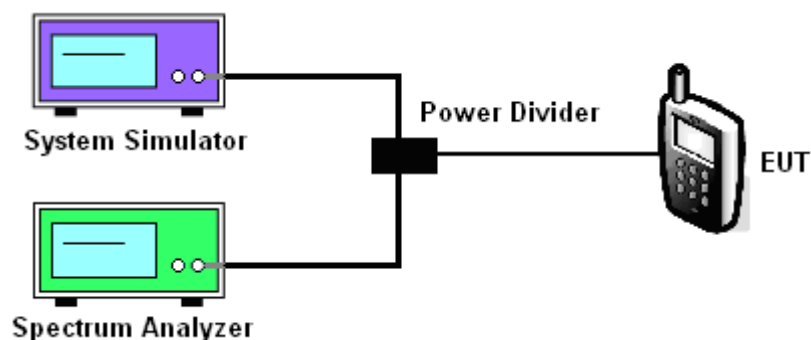 System Simulator
Power Divider
EUT
Spectrum Analyzer